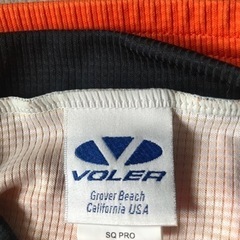 VOLER
Grover Beach
California USA
SQ PRO